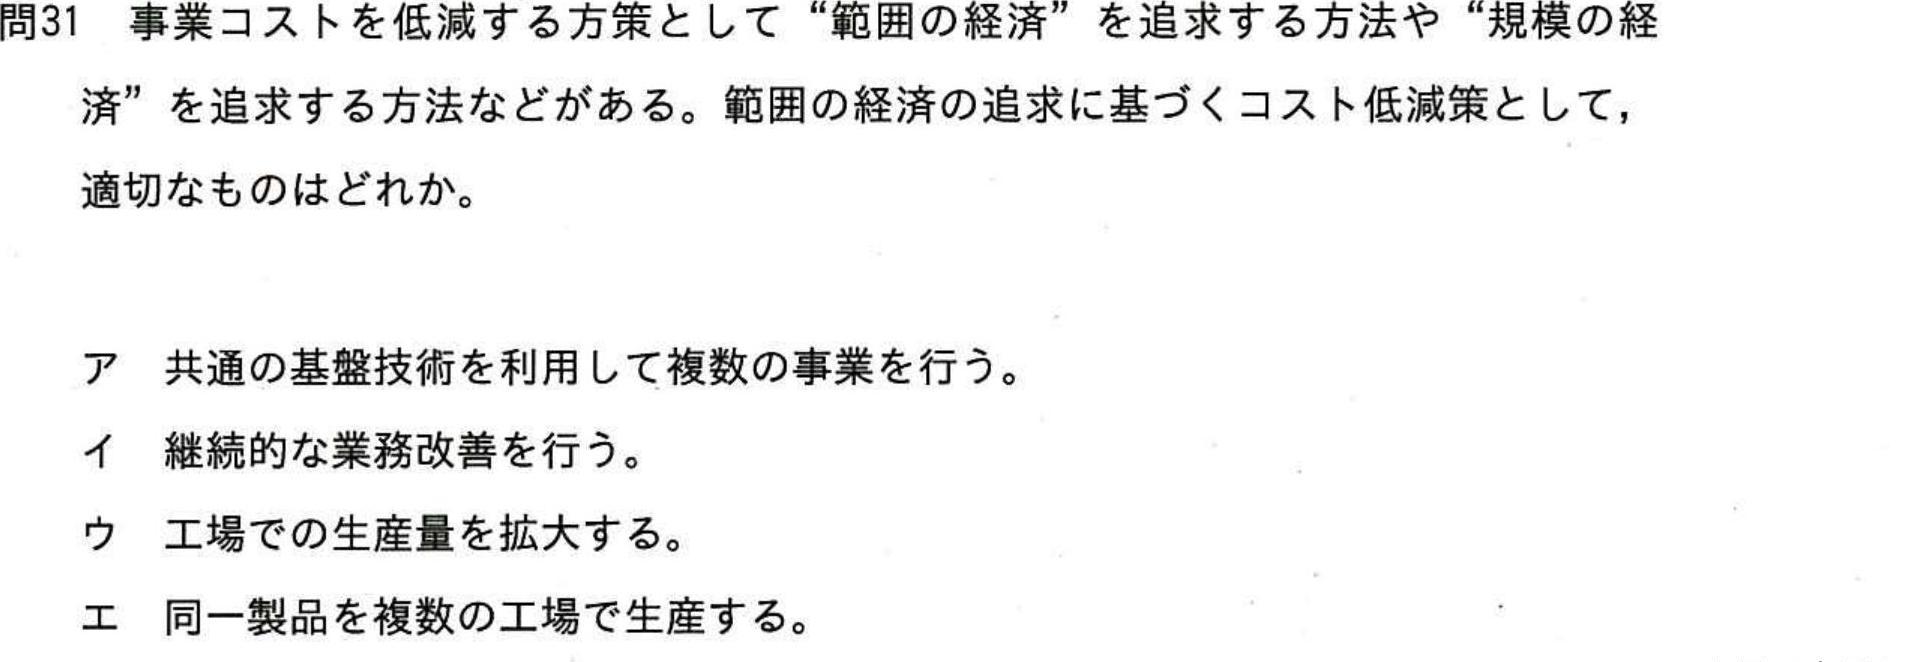 問31 事業コストを低減する方策として“範囲の経済”を追求する方法や“規模の経
済”を追求する方法などがある。範囲の経済の追求に基づくコスト低減策として,
適切なものはどれか。
ア 共通の基盤技術を利用して複数の事業を行う。
イ 継続的な業務改善を行う。
ウ 工場での生産量を拡大する。
エ 同一製品を複数の工場で生産する。